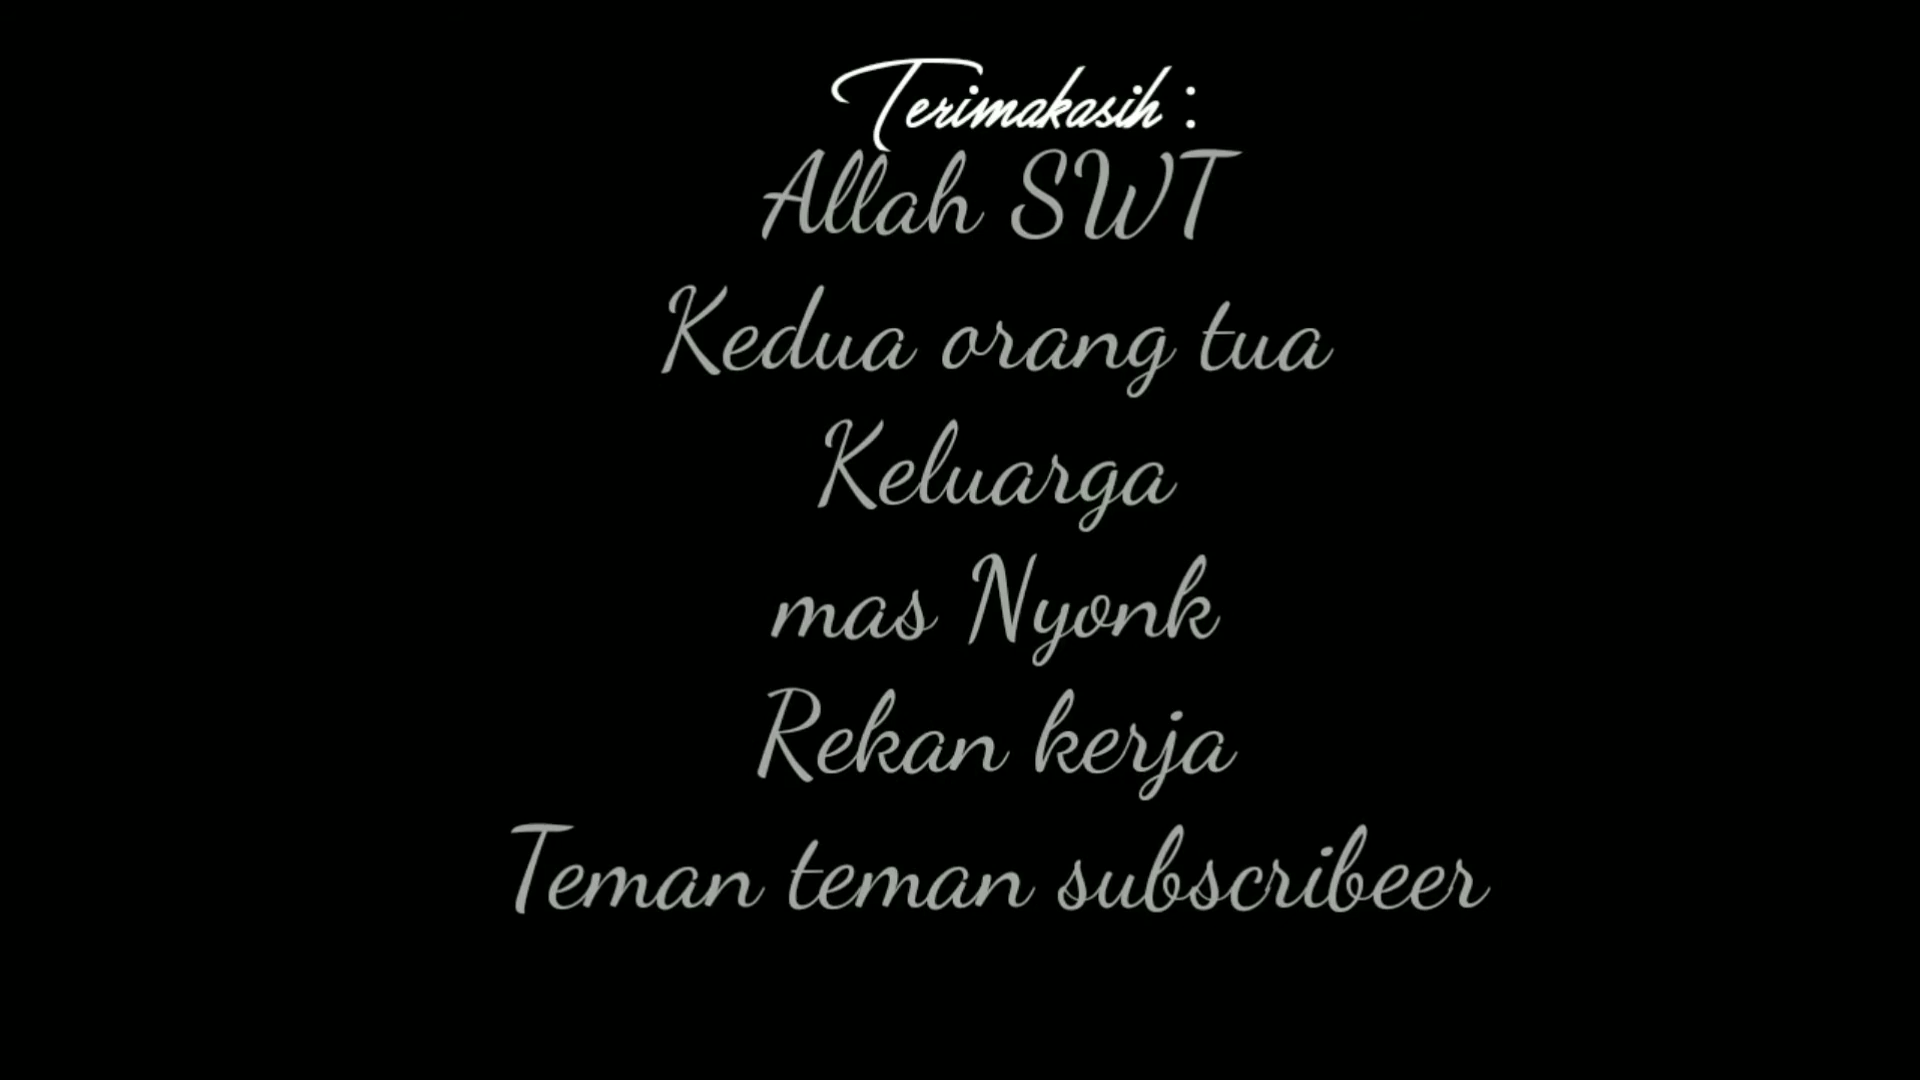 Terimakasih :
Allah SWT
Kedua orang tua
Keluarga
mas Nyonk
Rekan kerja
Teman teman subscribeer